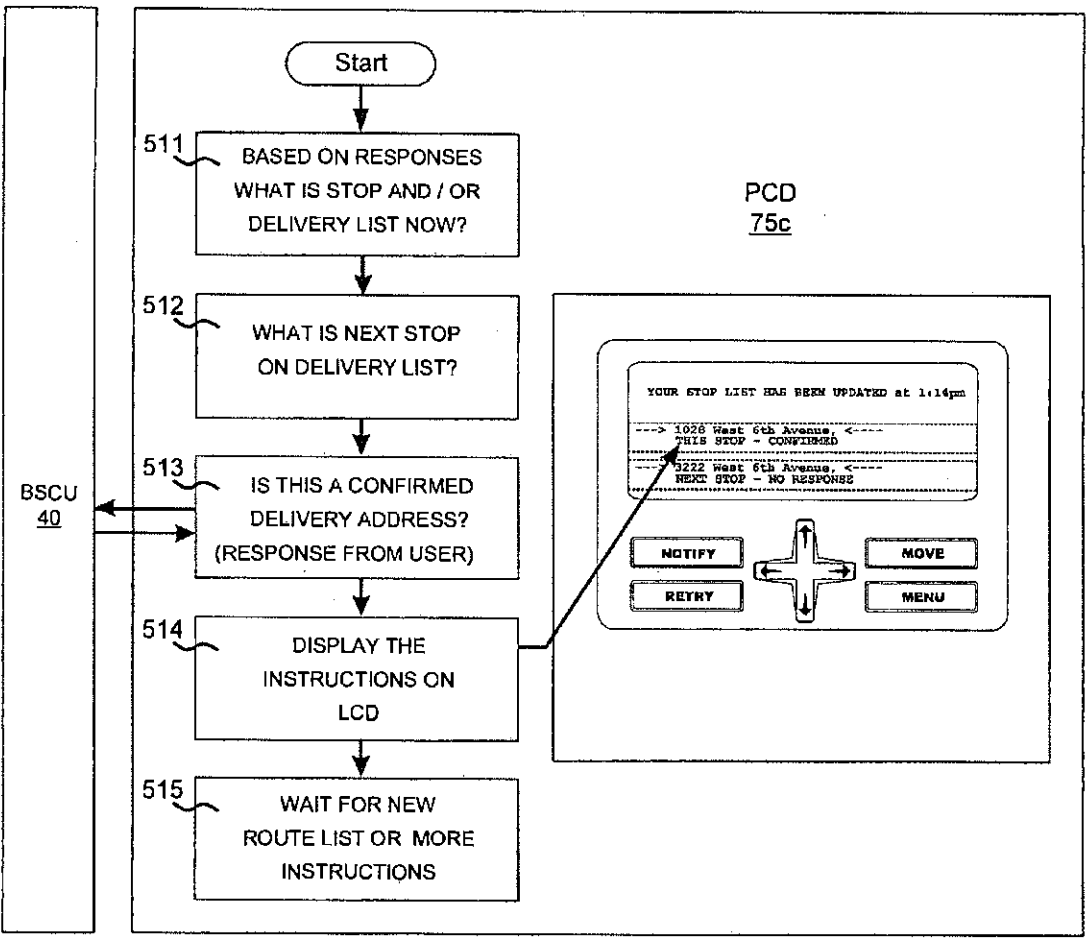 Start
511
BASED ON RESPONSES
WHAT IS STOP AND / OR
DELIVERY LIST NOW?
512
WHAT IS NEXT STOP
ON DELIVERY LIST?
513
IS THIS A CONFIRMED
DELIVERY ADDRESS?
(RESPONSE FROM USER)
514
DISPLAY THE
INSTRUCTIONS ON
LCD
515
WAIT FOR NEW
ROUTE LIST OR MORE
INSTRUCTIONS
BSCU
40
PCD
75c
YOUR STOP LIST HAS BEEN UPDATED at 1:14pm
---> 1028 West 6th Avenue, <----
THIS STOP - CONFIRMED
---> 3222 West 6th Avenue, <----
NEXT STOP - NO RESPONSE
NOTIFY
MOVE
RETRY
MENU